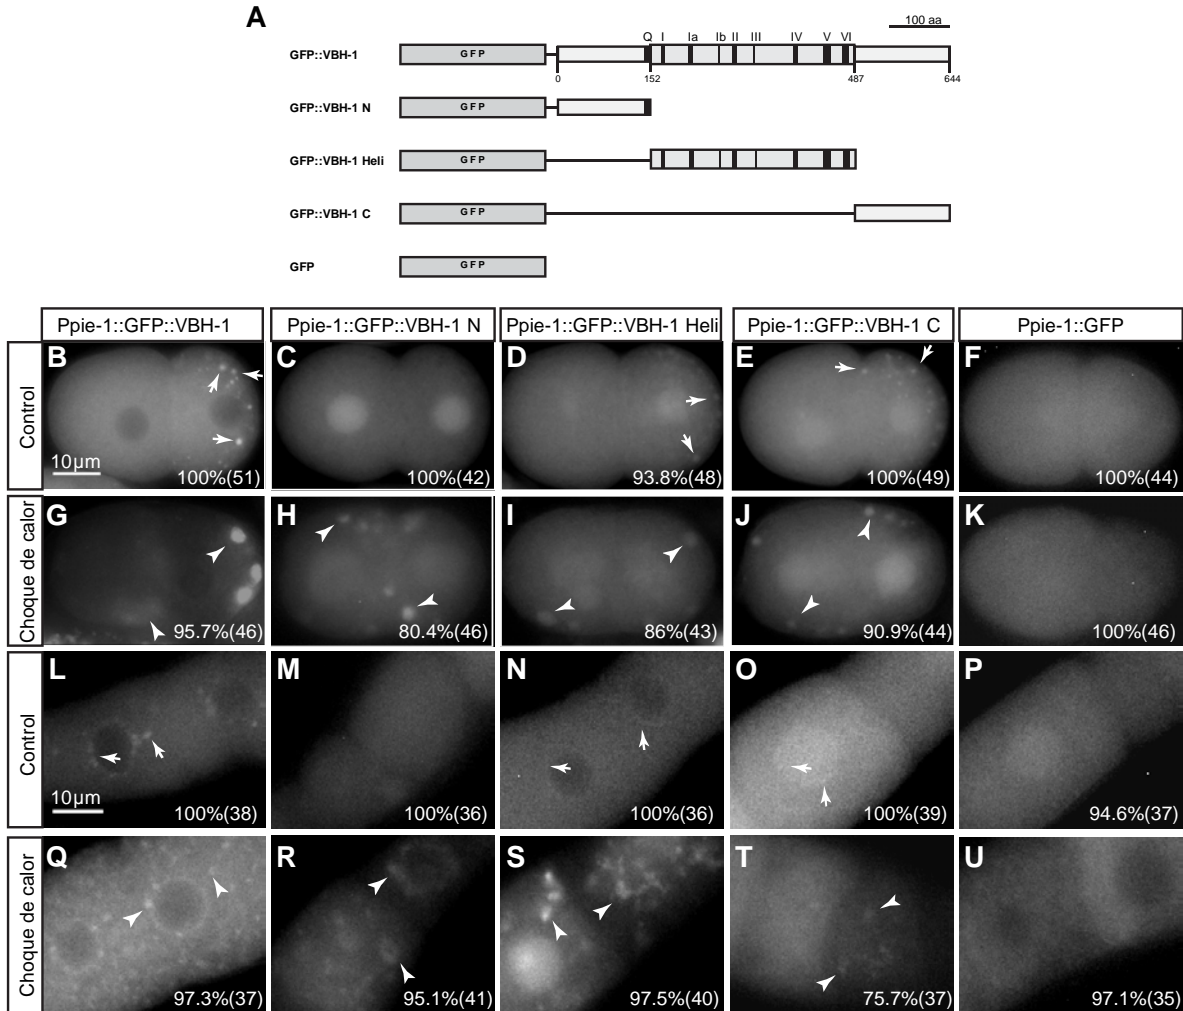 A
100 aa
Q I Ia Ib II III IV V VI
GFP::VBH-1 GFP
0 152 487 644
GFP::VBH-1 N GFP
GFP::VBH-1 Heli GFP
GFP::VBH-1 C GFP
GFP GFP
Ppie-1::GFP::VBH-1 Ppie-1::GFP::VBH-1 N Ppie-1::GFP::VBH-1 Heli Ppie-1::GFP::VBH-1 C Ppie-1::GFP
Control
B C D E F
10µm
100%(51) 100%(42) 93.8%(48) 100%(49) 100%(44)
Choque de calor
G H I J K
95.7%(46) 80.4%(46) 86%(43) 90.9%(44) 100%(46)
Control
L M N O P
10µm
100%(38) 100%(36) 100%(36) 100%(39) 94.6%(37)
Choque de calor
Q R S T U
97.3%(37) 95.1%(41) 97.5%(40) 75.7%(37) 97.1%(35)